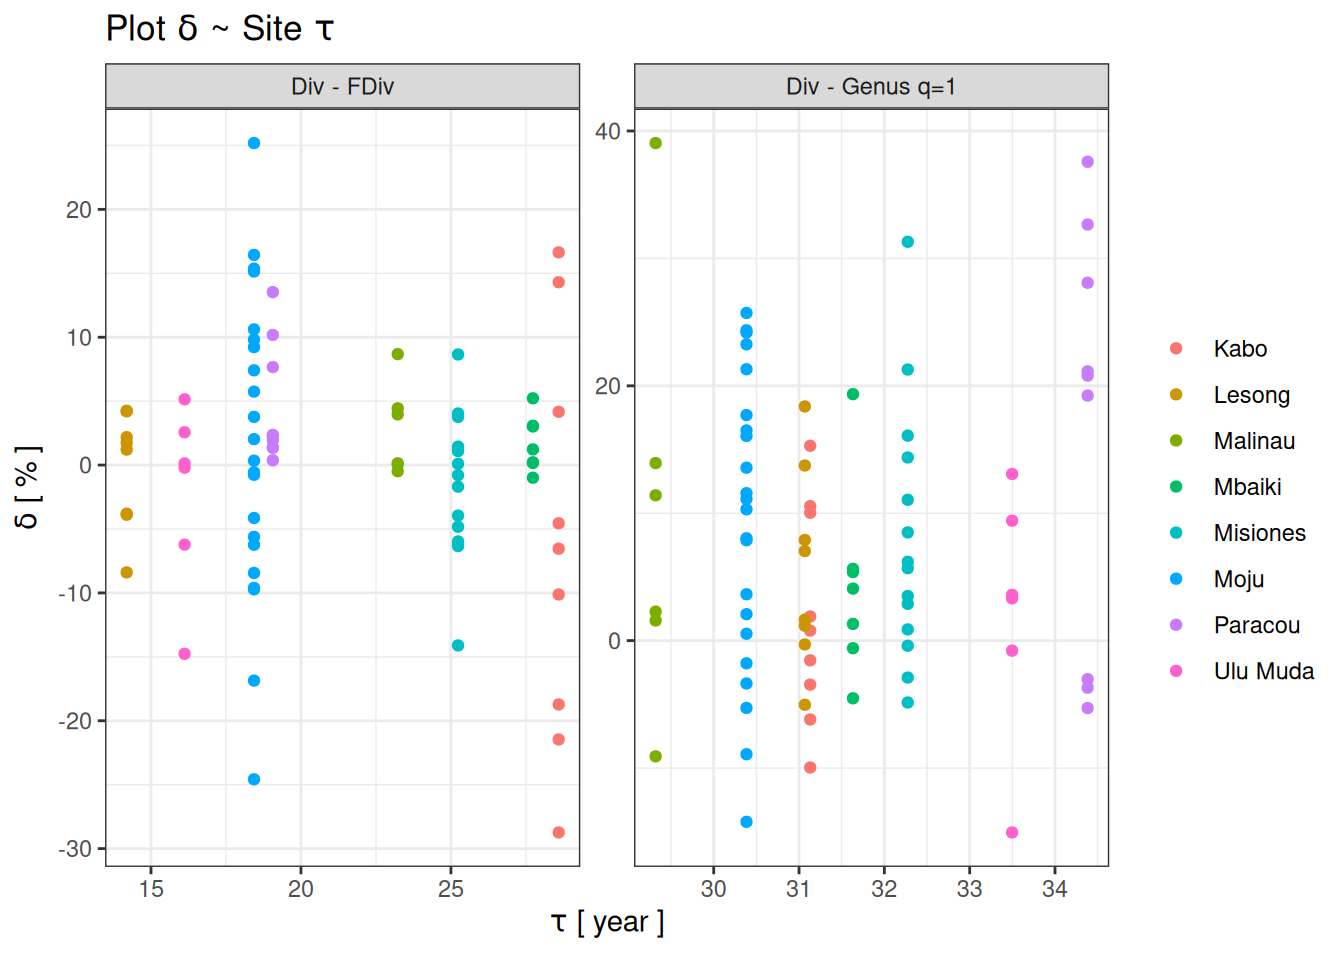 Plot δ ~ Site τ
Div - FDiv
Div - Genus q=1
δ [ % ]
20
10
0
-10
-20
-30
40
20
0
15 20 25
30 31 32 33 34
τ [ year ]
Kabo
Lesong
Malinau
Mbaiki
Misiones
Moju
Paracou
Ulu Muda